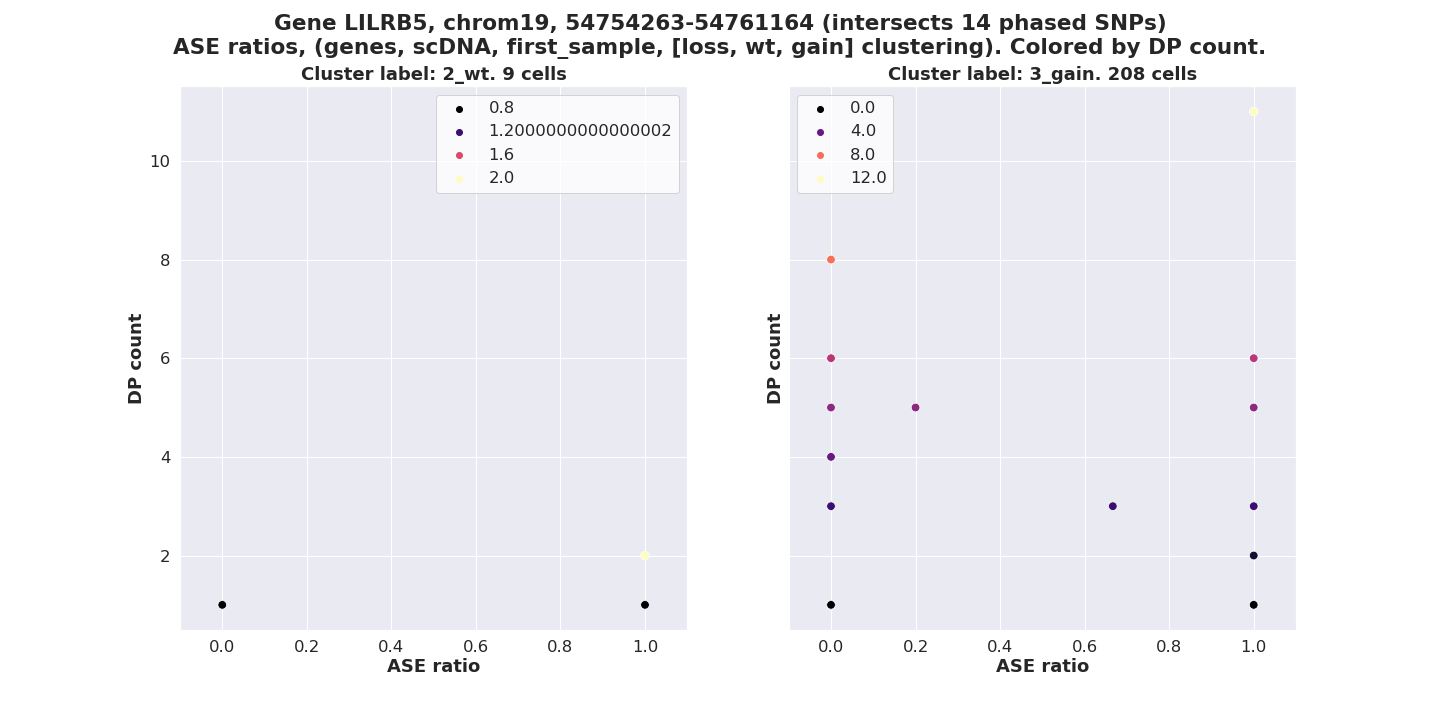 Gene LILRB5, chrom19, 54754263-54761164 (intersects 14 phased SNPs)
ASE ratios, (genes, scDNA, first_sample, [loss, wt, gain] clustering). Colored by DP count.
Cluster label: 2_wt. 9 cells
0.8
1.2000000000000002
1.6
2.0
10
8
6
4
2
DP count
0.0 0.2 0.4 0.6 0.8 1.0
ASE ratio
Cluster label: 3_gain. 208 cells
0.0
4.0
8.0
12.0
DP count
0.0 0.2 0.4 0.6 0.8 1.0
ASE ratio